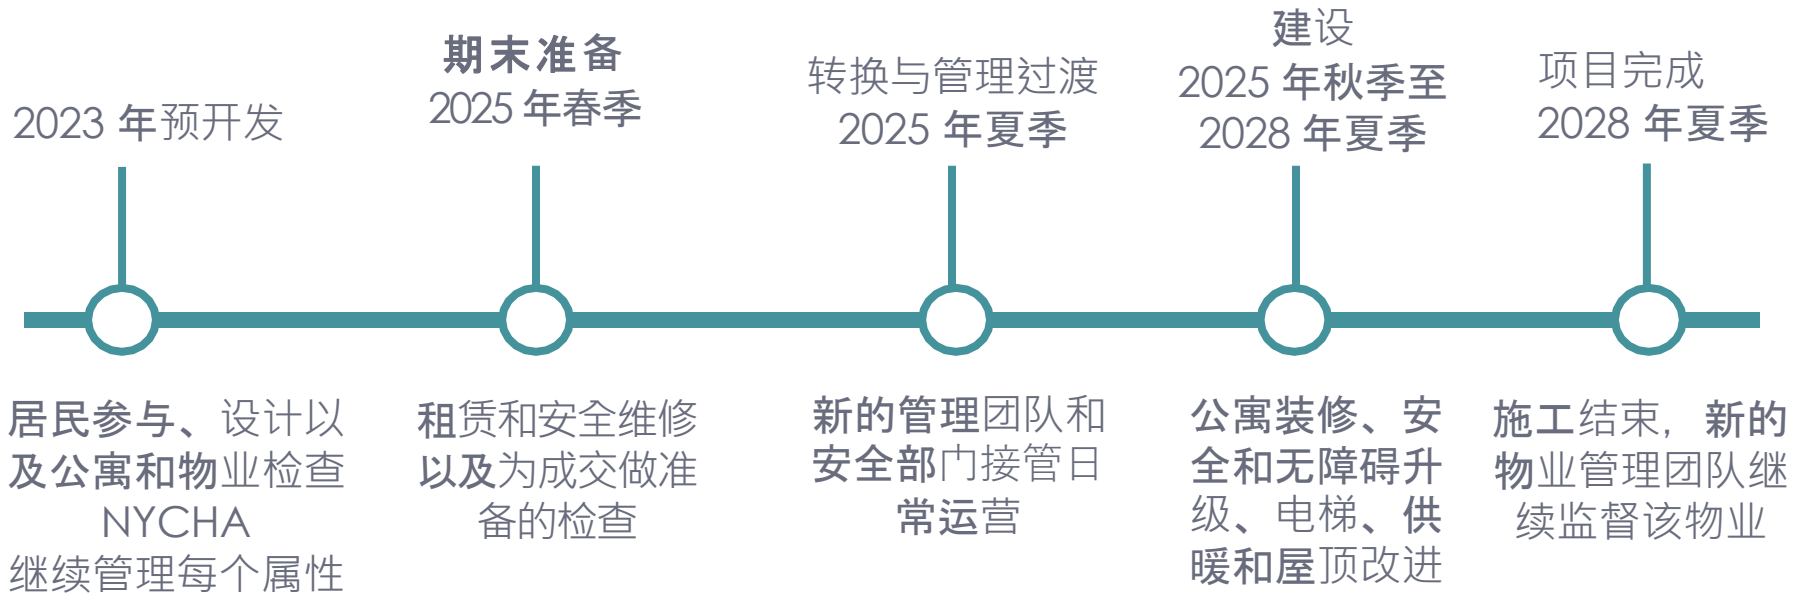 2023 年预开发
期末准备
2025 年春季
转换与管理过渡
2025 年夏季
建设
2025 年秋季至
2028 年夏季
项目完成
2028 年夏季
居民参与、设计以
及公寓和物业检查
NYCHA
继续管理每个属性
租赁和安全维修
以及为成交做准
备的检查
新的管理团队和
安全部门接管日
常运营
公寓装修、安
全和无障碍升
级、电梯、供
暖和屋顶改进
施工结束，新的
物业管理团队继
续监督该物业